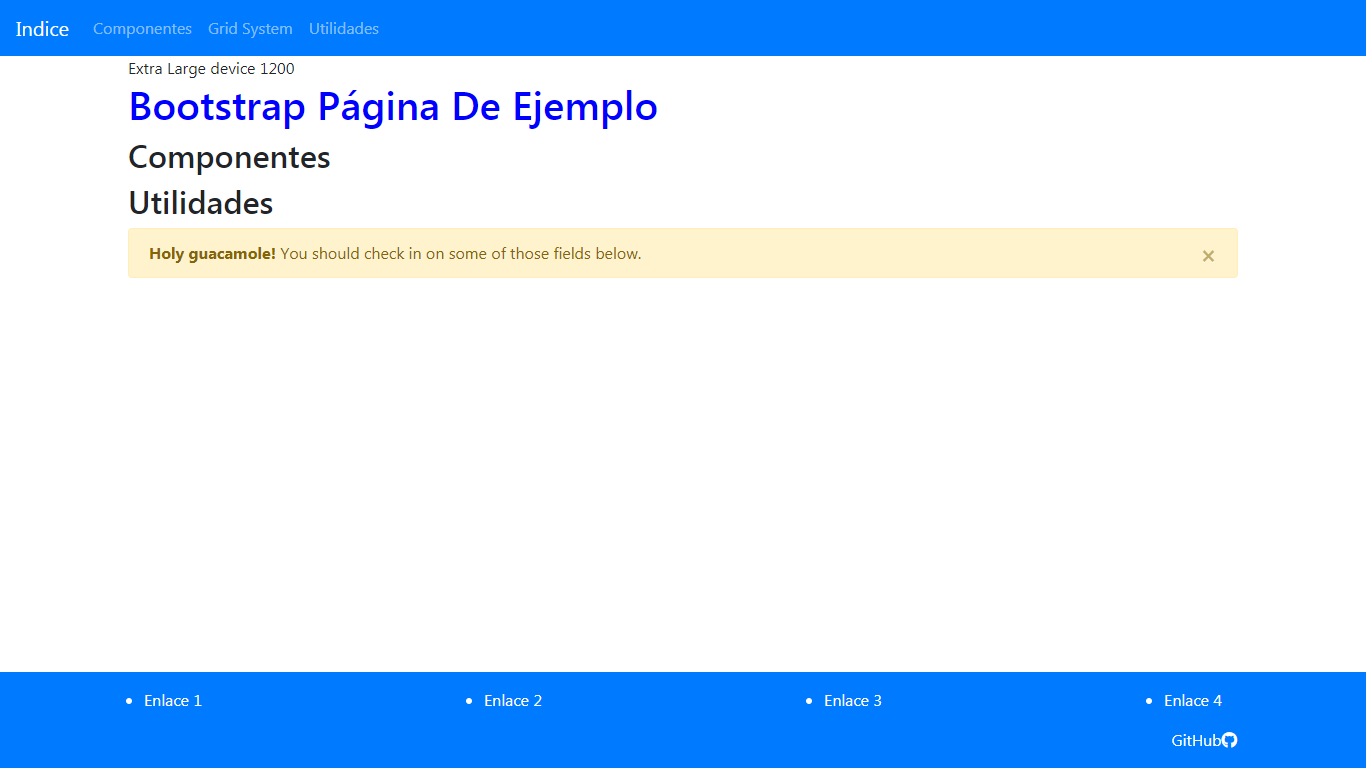 Indice Componentes Grid System Utilidades
Extra Large device 1200
Bootstrap Página De Ejemplo
Componentes
Utilidades
Holy guacamole! You should check in on some of those fields below. ×
• Enlace 1 • Enlace 2 • Enlace 3 • Enlace 4
GitHub